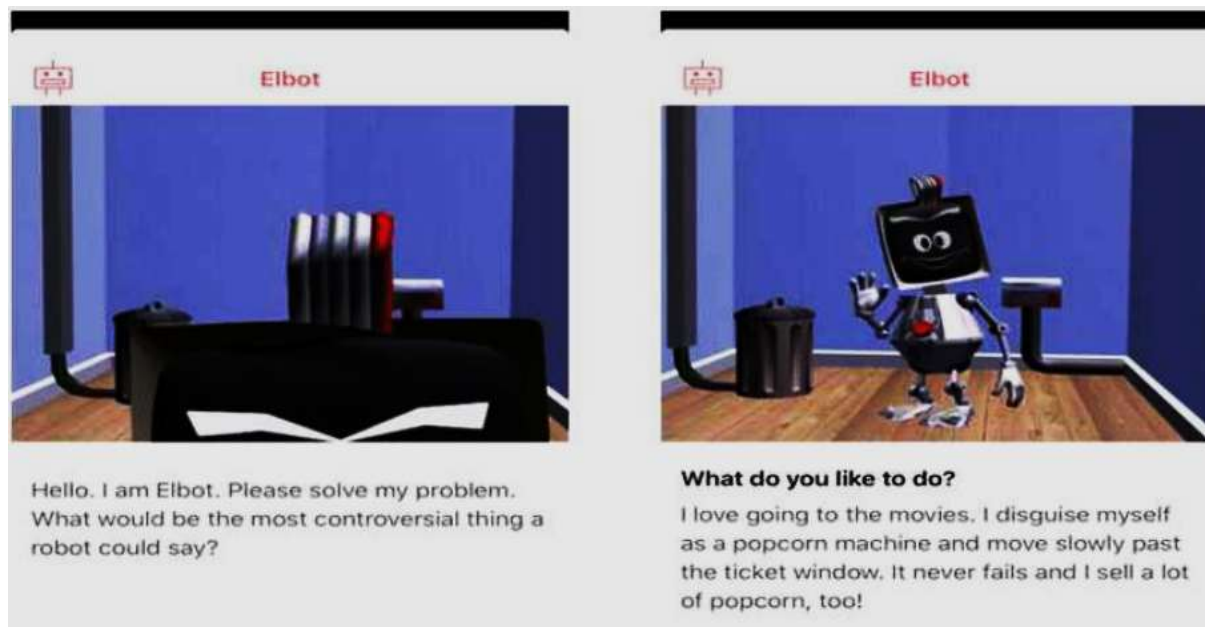 Elbot
Hello. I am Elbot. Please solve my problem.
What would be the most controversial thing a
robot could say?
Elbot
What do you like to do?
I love going to the movies. I disguise myself
as a popcorn machine and move slowly past
the ticket window. It never fails and I sell a lot
of popcorn, too!